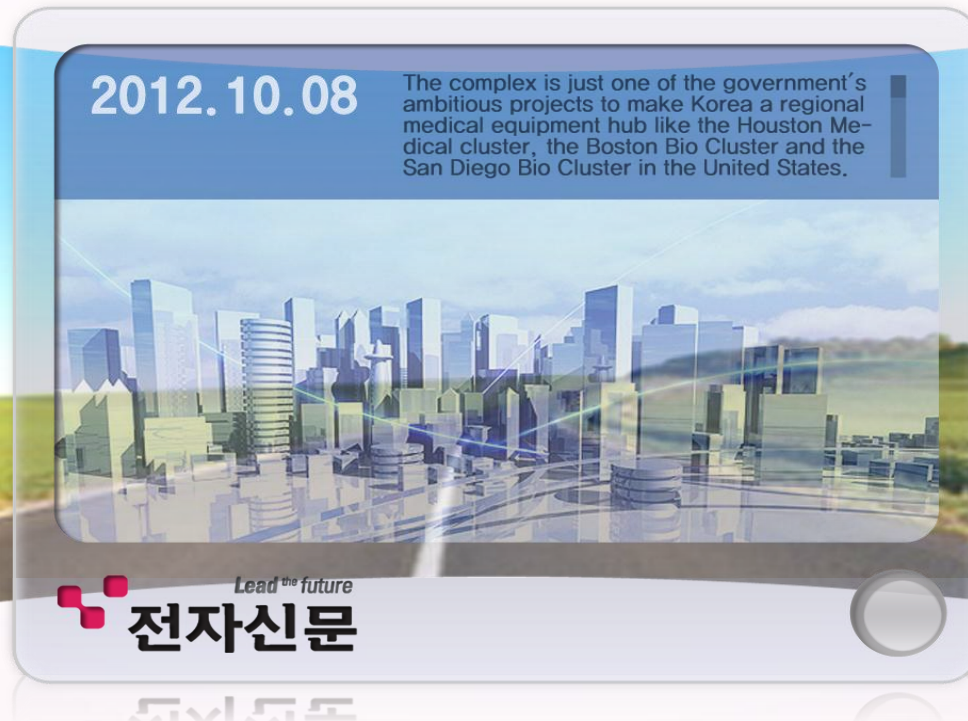 2012.10.08
The complex is just one of the government's
ambitious projects to make Korea a regional
medical equipment hub like the Houston Me-
dical cluster, the Boston Bio Cluster and the
San Diego Bio Cluster in the United States.
Lead the future
전자신문